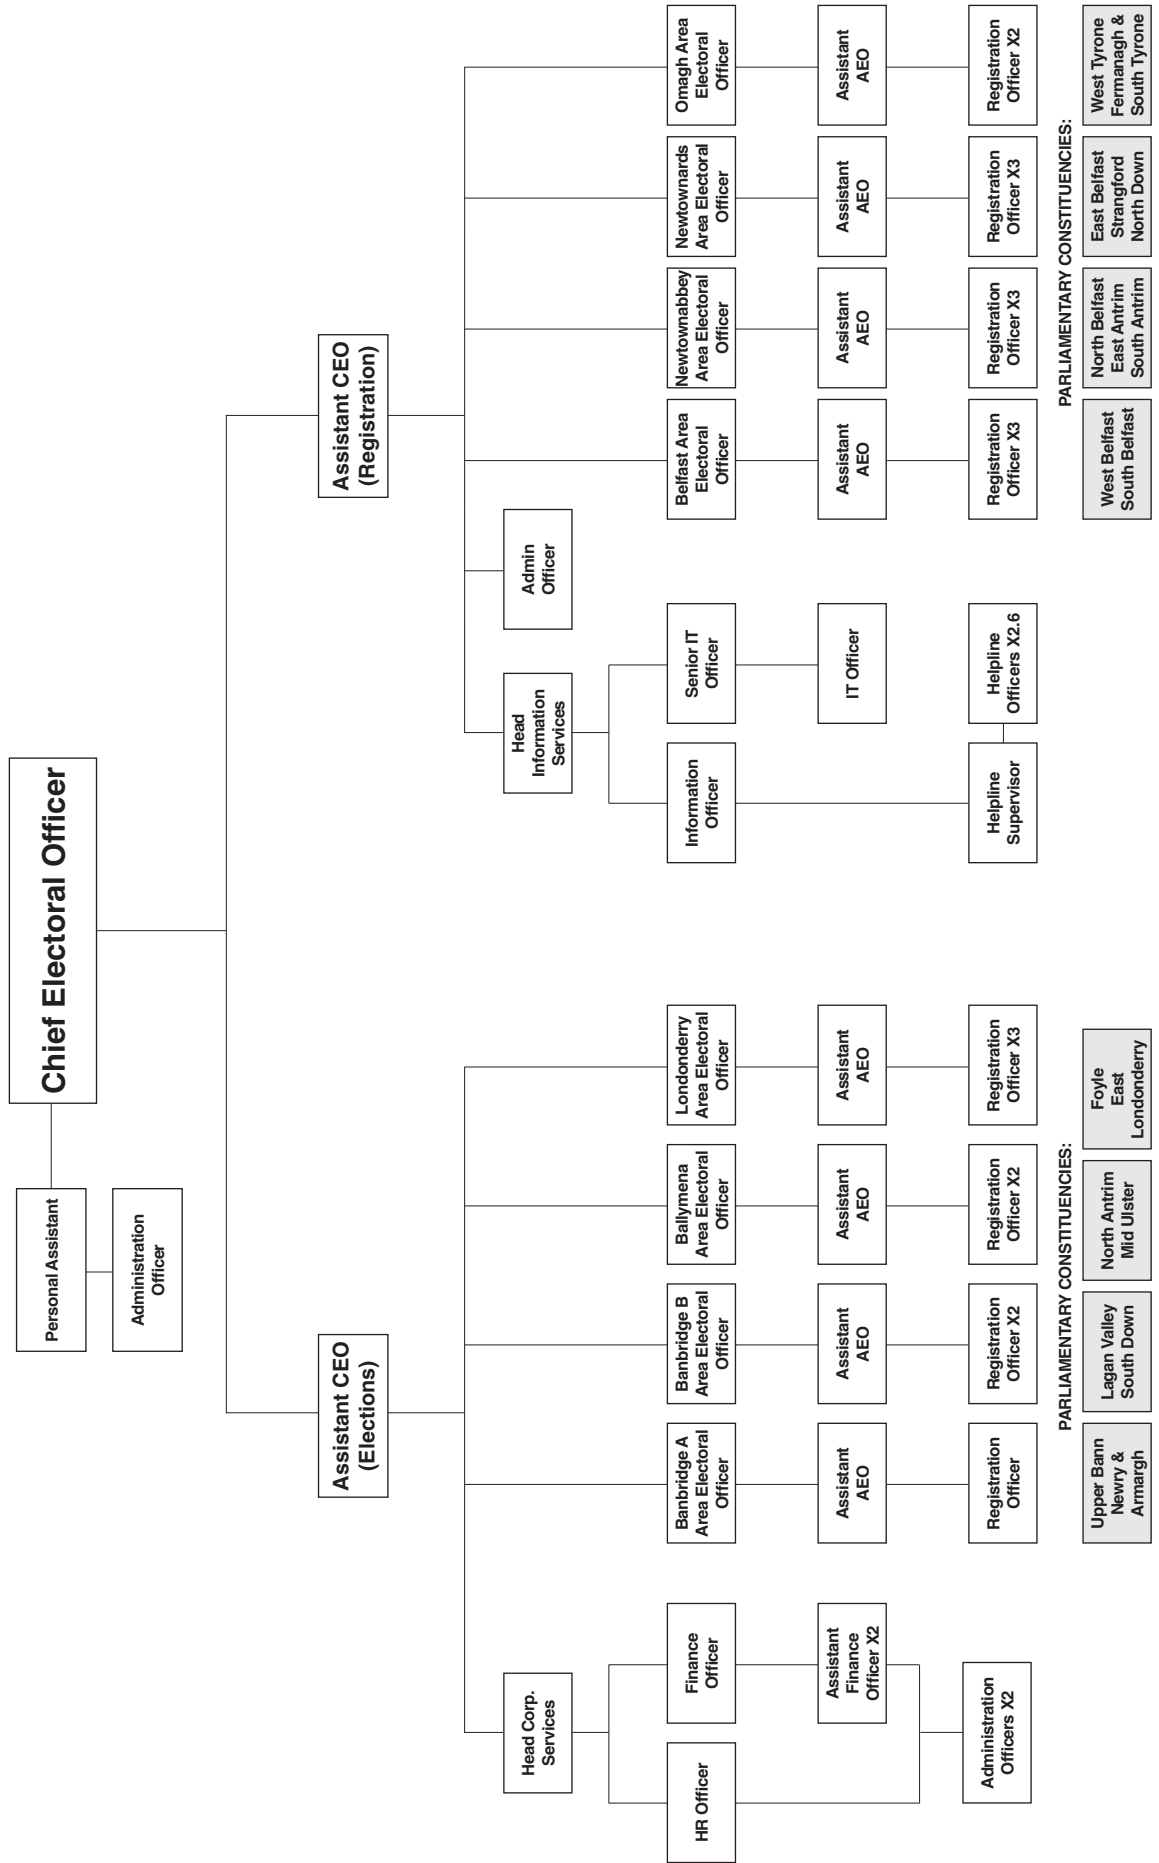 Chief Electoral Officer
Personal Assistant
Administration
Officer
Assistant CEO
(Elections)
Assistant CEO
(Registration)
Head Corp.
Services
Head
Information
Services
Admin
Officer
HR Officer
Finance
Officer
Banbridge A
Area Electoral
Officer
Banbridge B
Area Electoral
Officer
Ballymena
Area Electoral
Officer
Londonderry
Area Electoral
Officer
Information
Officer
Senior IT
Officer
Belfast Area
Electoral
Officer
Newtownabbey
Area Electoral
Officer
Newtownards
Area Electoral
Officer
Omagh Area
Electoral
Officer
Assistant
Finance
Officer X2
Assistant
AEO
Assistant
AEO
Assistant
AEO
Assistant
AEO
IT Officer
Assistant
AEO
Assistant
AEO
Assistant
AEO
Assistant
AEO
Administration
Officers X2
Registration
Officer
Registration
Officer X2
Registration
Officer X2
Registration
Officer X3
Helpline
Supervisor
Helpline
Officers X2.6
Registration
Officer X3
Registration
Officer X3
Registration
Officer X3
Registration
Officer X2
PARLIAMENTARY CONSTITUENCIES:
PARLIAMENTARY CONSTITUENCIES:
Upper Bann
Newry &
Armargh
Lagan Valley
South Down
North Antrim
Mid Ulster
Foyle
East
Londonderry
West Belfast
South Belfast
North Belfast
East Antrim
South Antrim
East Belfast
Strangford
North Down
West Tyrone
Fermanagh &
South Tyrone